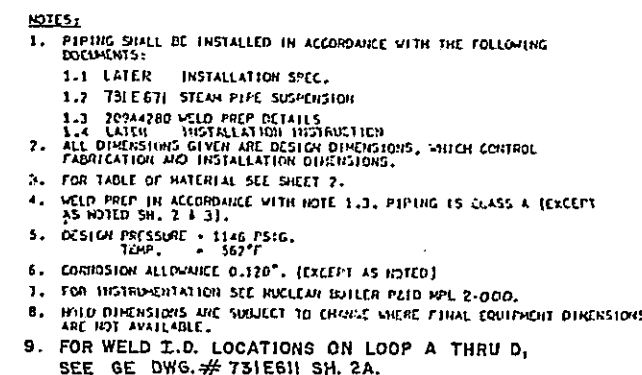 NOTES:
1. PIPING SHALL BE INSTALLED IN ACCORDANCE WITH THE FOLLOWING
DOCUMENTS:
1.1 LATER INSTALLATION SPEC.
1.2 731E671 STEAM PIPE SUSPENSION
1.3 209A4280 WELD PREP DETAILS
1.4 LATER INSTALLATION INSTRUCTION
2. ALL DIMENSIONS GIVEN ARE DESIGN DIMENSIONS, WHICH CONTROL
FABRICATION AND INSTALLATION DIMENSIONS.
3. FOR TABLE OF MATERIAL SEE SHEET 2.
4. WELD PREP IN ACCORDANCE WITH NOTE 1.3. PIPING IS CLASS A (EXCEPT
AS NOTED SH. 2 & 3).
5. DESIGN PRESSURE = 1146 PSIG.
TEMP. = 562°F
6. CORROSION ALLOWANCE 0.120". (EXCEPT AS NOTED)
7. FOR INSTRUMENTATION SEE NUCLEAR BOILER P&ID MPL 2-000.
8. HOLD DIMENSIONS ARE SUBJECT TO CHANGE WHERE FINAL EQUIPMENT DIMENSIONS
ARE NOT AVAILABLE.
9. FOR WELD I.D. LOCATIONS ON LOOP A THRU D,
SEE GE DWG.# 731E611 SH. 2A.